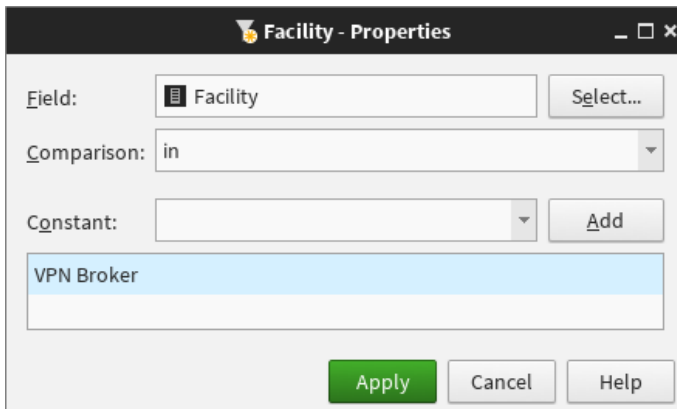 Facility - Properties
Field: Facility Select...
Comparison: in
Constant: Add
VPN Broker
Apply Cancel Help